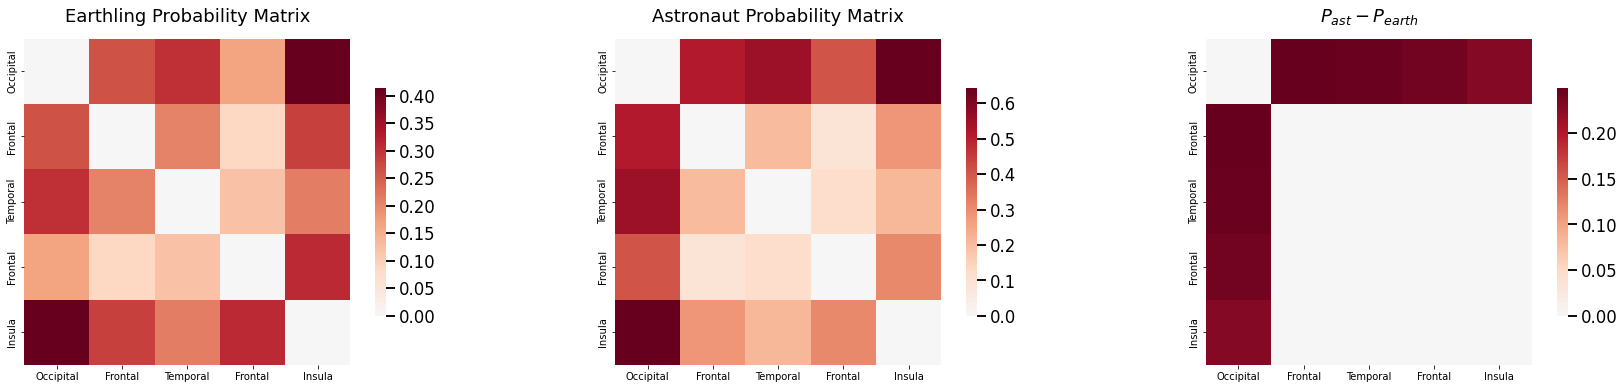 Earthling Probability Matrix
Occipital
Frontal
Temporal
Frontal
Insula
Occipital Frontal Temporal Frontal Insula
0.40
0.35
0.30
0.25
0.20
0.15
0.10
0.05
0.00
Astronaut Probability Matrix
Occipital
Frontal
Temporal
Frontal
Insula
Occipital Frontal Temporal Frontal Insula
0.6
0.5
0.4
0.3
0.2
0.1
0.0
P_{ast} − P_{earth}
Occipital
Frontal
Temporal
Frontal
Insula
Occipital Frontal Temporal Frontal Insula
0.20
0.15
0.10
0.05
0.00